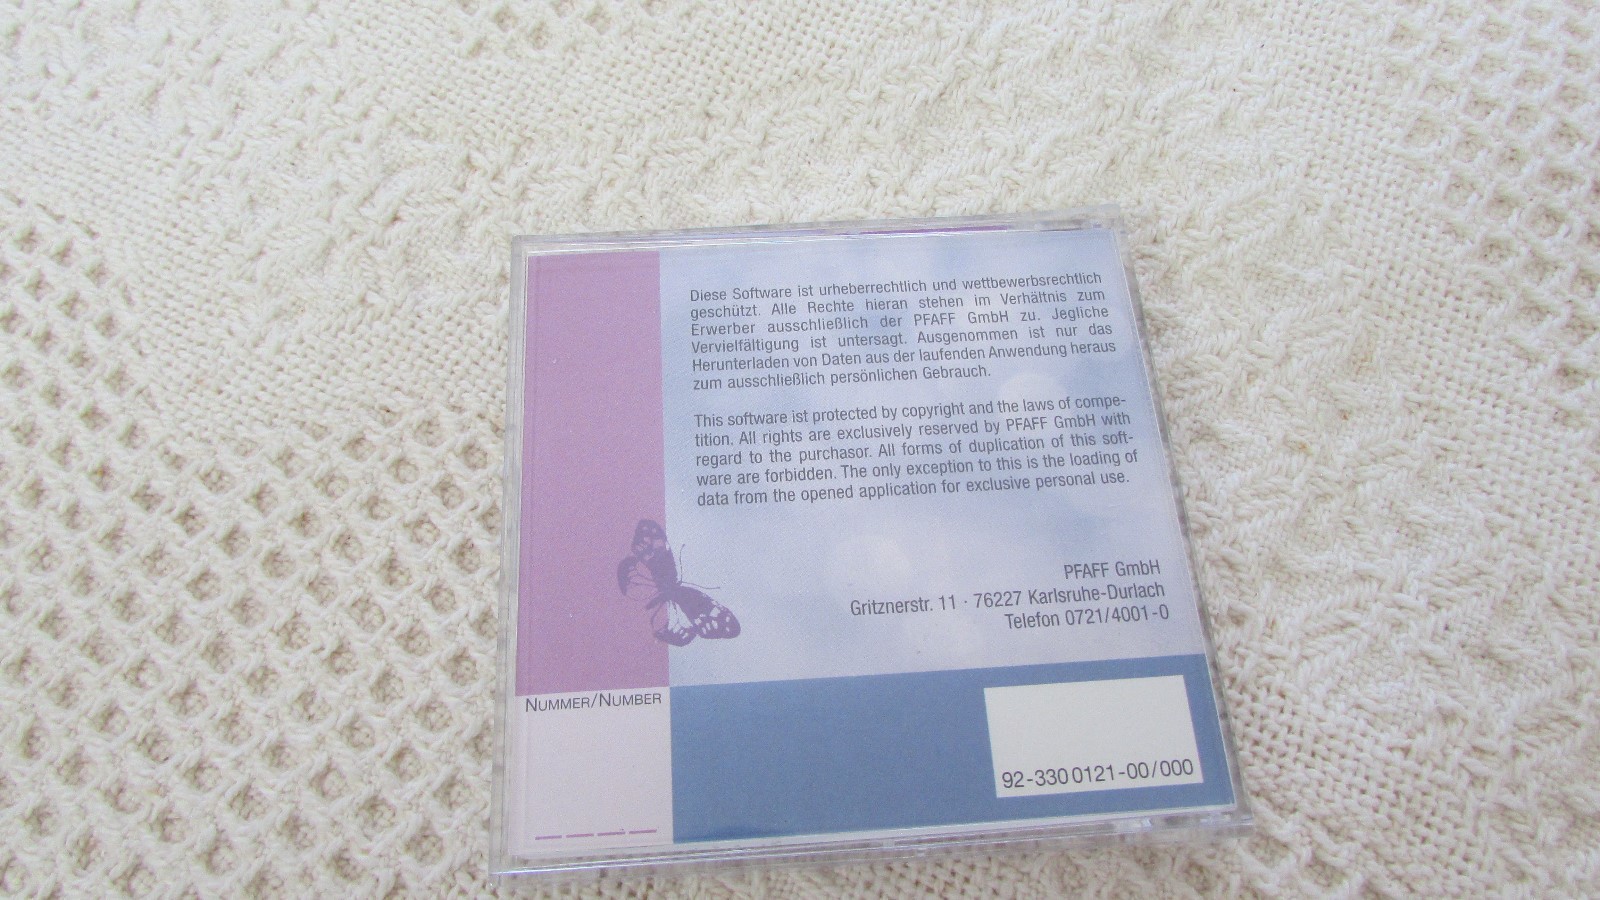 Diese Software ist urheberrechtlich und wettbewerbsrechtlich
geschützt. Alle Rechte hieran stehen im Verhältnis zum
Erwerber ausschließlich der PFAFF GmbH zu. Jegliche
Vervielfältigung ist untersagt. Ausgenommen ist nur das
Herunterladen von Daten aus der laufenden Anwendung heraus
zum ausschließlich persönlichen Gebrauch.
This software ist protected by copyright and the laws of compe-
tition. All rights are exclusively reserved by PFAFF GmbH with
regard to the purchasor. All forms of duplication of this soft-
ware are forbidden. The only exception to this is the loading of
data from the opened application for exclusive personal use.
PFAFF GmbH
Gritznerstr. 11 · 76227 Karlsruhe-Durlach
Telefon 0721/4001-0
NUMMER/NUMBER
92-330 0121-00/000